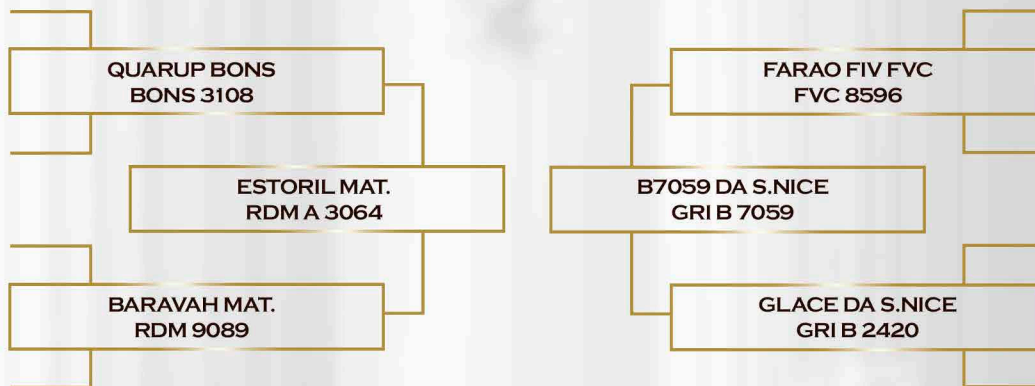 QUARUP BONS
BONS 3108
FARAO FIV FVC
FVC 8596
ESTORIL MAT.
RDM A 3064
B7059 DA S.NICE
GRI B 7059
BARAVAH MAT.
RDM 9089
GLACE DA S.NICE
GRI B 2420